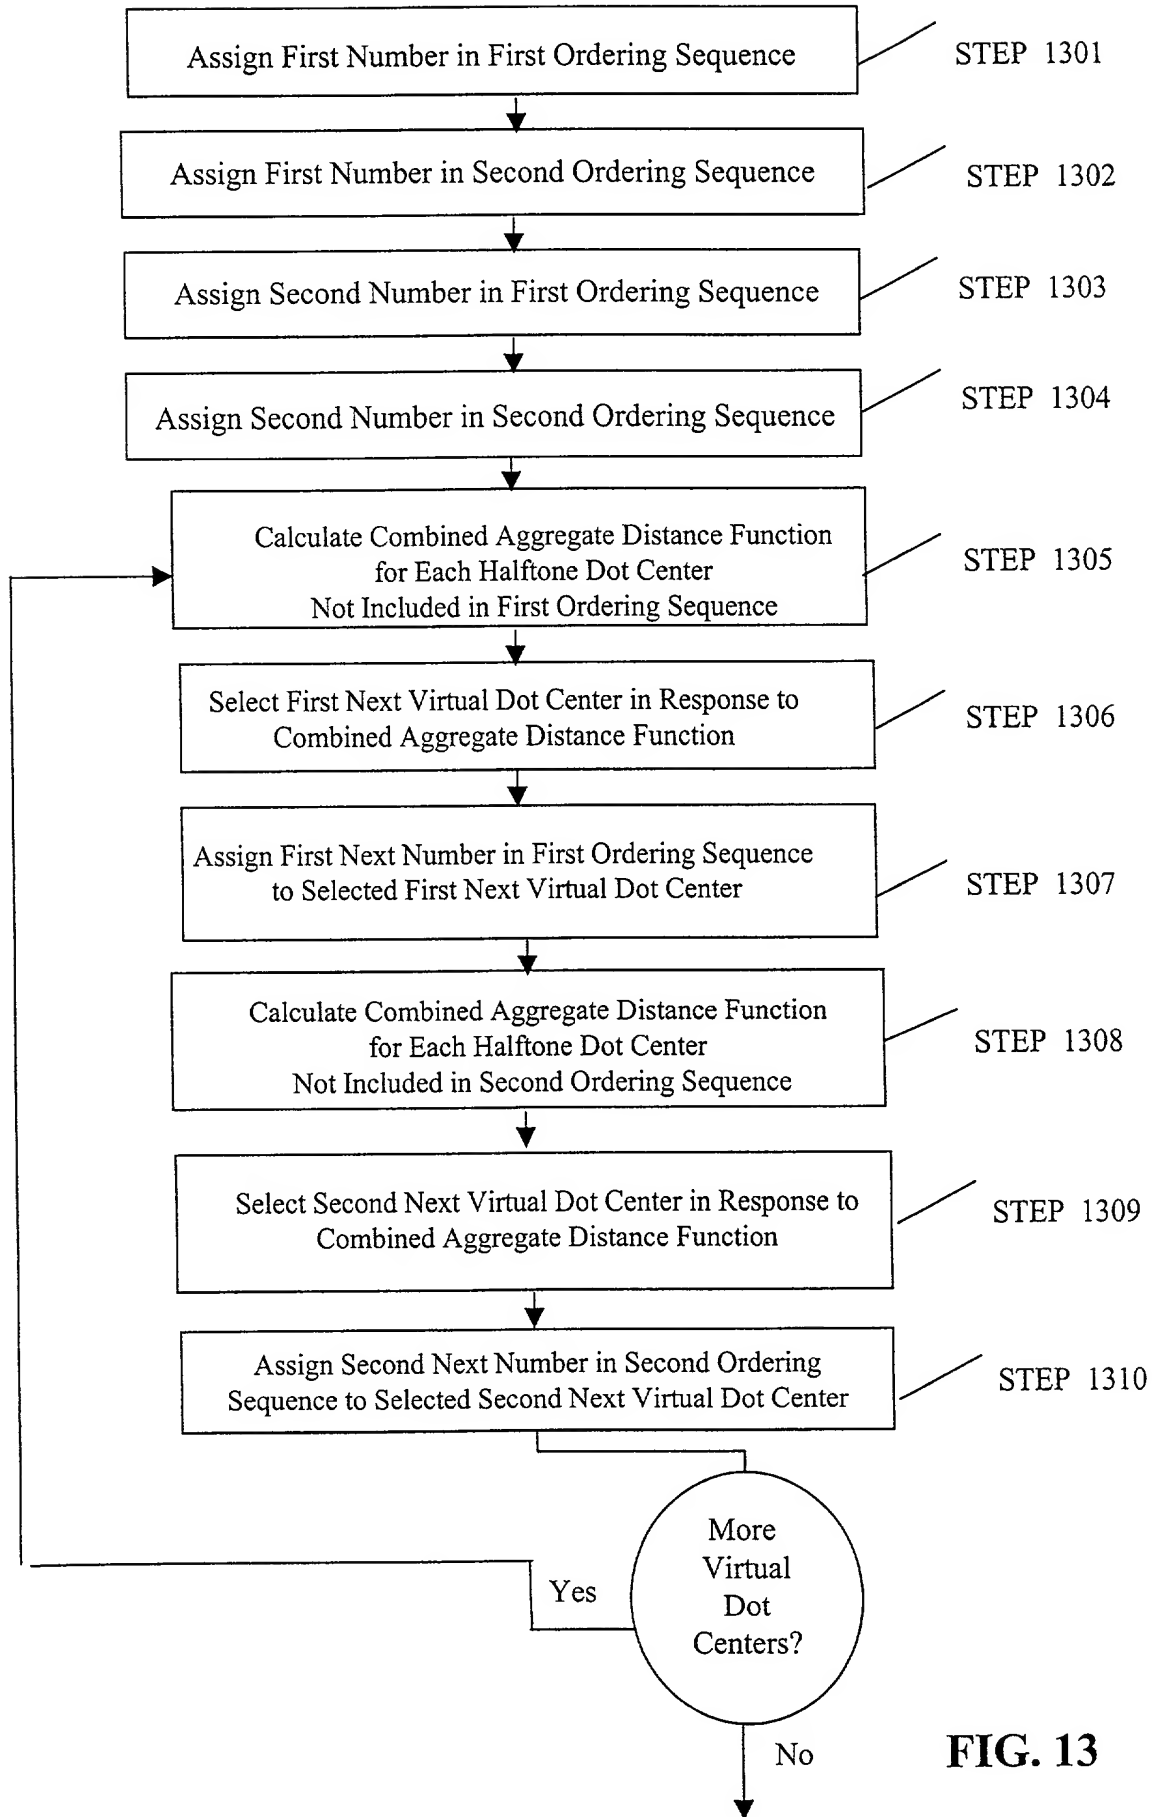 Assign First Number in First Ordering Sequence
STEP 1301
Assign First Number in Second Ordering Sequence
STEP 1302
Assign Second Number in First Ordering Sequence
STEP 1303
Assign Second Number in Second Ordering Sequence
STEP 1304
Calculate Combined Aggregate Distance Function
for Each Halftone Dot Center
Not Included in First Ordering Sequence
STEP 1305
Select First Next Virtual Dot Center in Response to
Combined Aggregate Distance Function
STEP 1306
Assign First Next Number in First Ordering Sequence
to Selected First Next Virtual Dot Center
STEP 1307
Calculate Combined Aggregate Distance Function
for Each Halftone Dot Center
Not Included in Second Ordering Sequence
STEP 1308
Select Second Next Virtual Dot Center in Response to
Combined Aggregate Distance Function
STEP 1309
Assign Second Next Number in Second Ordering
Sequence to Selected Second Next Virtual Dot Center
STEP 1310
More
Virtual
Dot
Centers?
Yes
No
FIG. 13